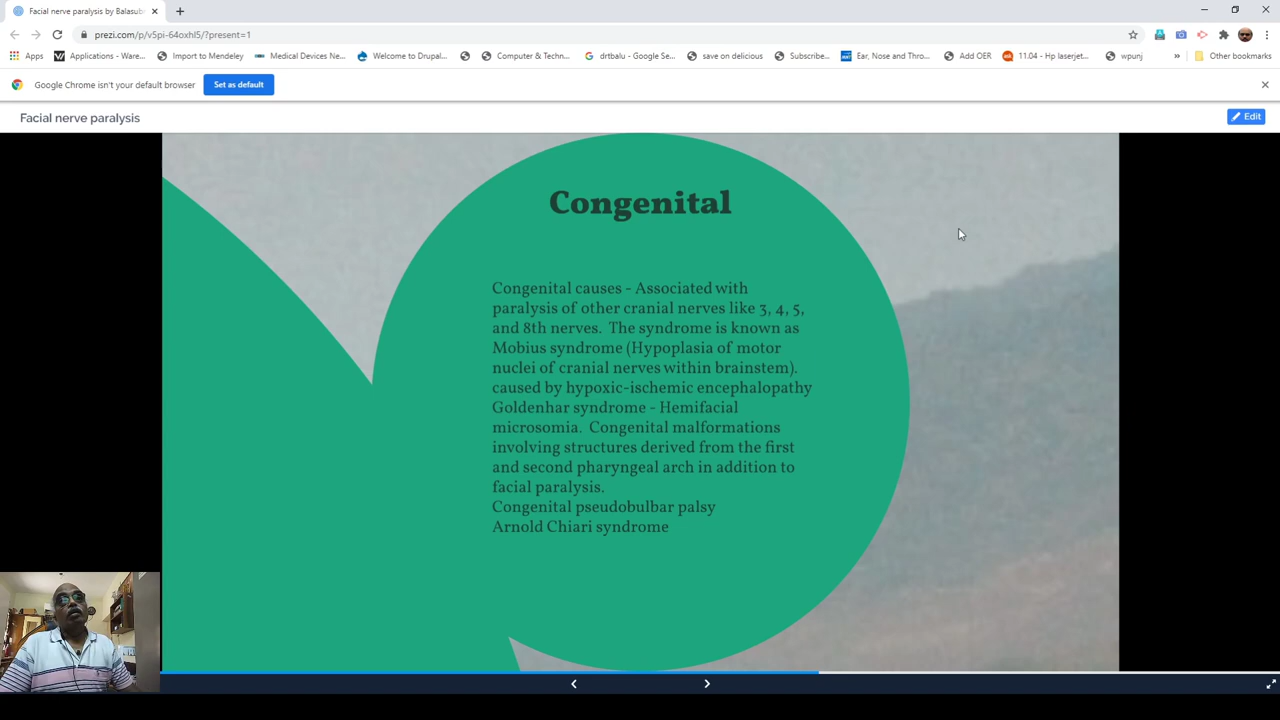 Facial nerve paralysis by Balasub
prezi.com/p/v5pi-64oxhl5/?present=1
Apps
Applications - Ware...
Import to Mendeley
Medical Devices Ne...
Welcome to Drupal...
Computer & Techn...
drtbalu - Google Se...
save on delicious
Subscribe...
Ear, Nose and Thro...
Add OER
11.04 - Hp laserjet...
wpunj
»
Other bookmarks
Google Chrome isn't your default browser
Set as default
Facial nerve paralysis
Edit
Congenital
Congenital causes - Associated with
paralysis of other cranial nerves like 3, 4, 5,
and 8th nerves. The syndrome is known as
Mobius syndrome (Hypoplasia of motor
nuclei of cranial nerves within brainstem).
caused by hypoxic-ischemic encephalopathy
Goldenhar syndrome - Hemifacial
microsomia. Congenital malformations
involving structures derived from the first
and second pharyngeal arch in addition to
facial paralysis.
Congenital pseudobulbar palsy
Arnold Chiari syndrome